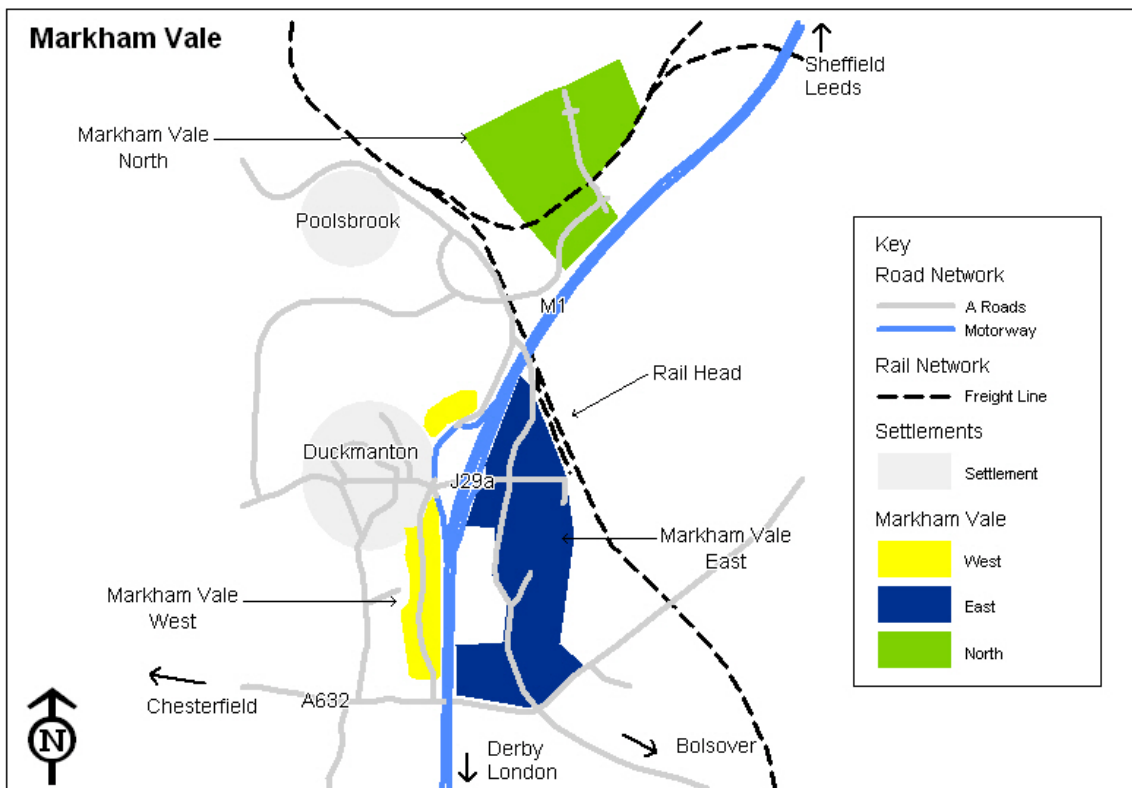 Markham Vale
Sheffield
Leeds
Markham Vale
North
Poolsbrook
M1
Rail Head
Duckmanton
J29a
Markham Vale
East
Markham Vale
West
Chesterfield
A632
Derby
London
Bolsover
N
Key
Road Network
A Roads
Motorway
Rail Network
Freight Line
Settlements
Settlement
Markham Vale
West
East
North